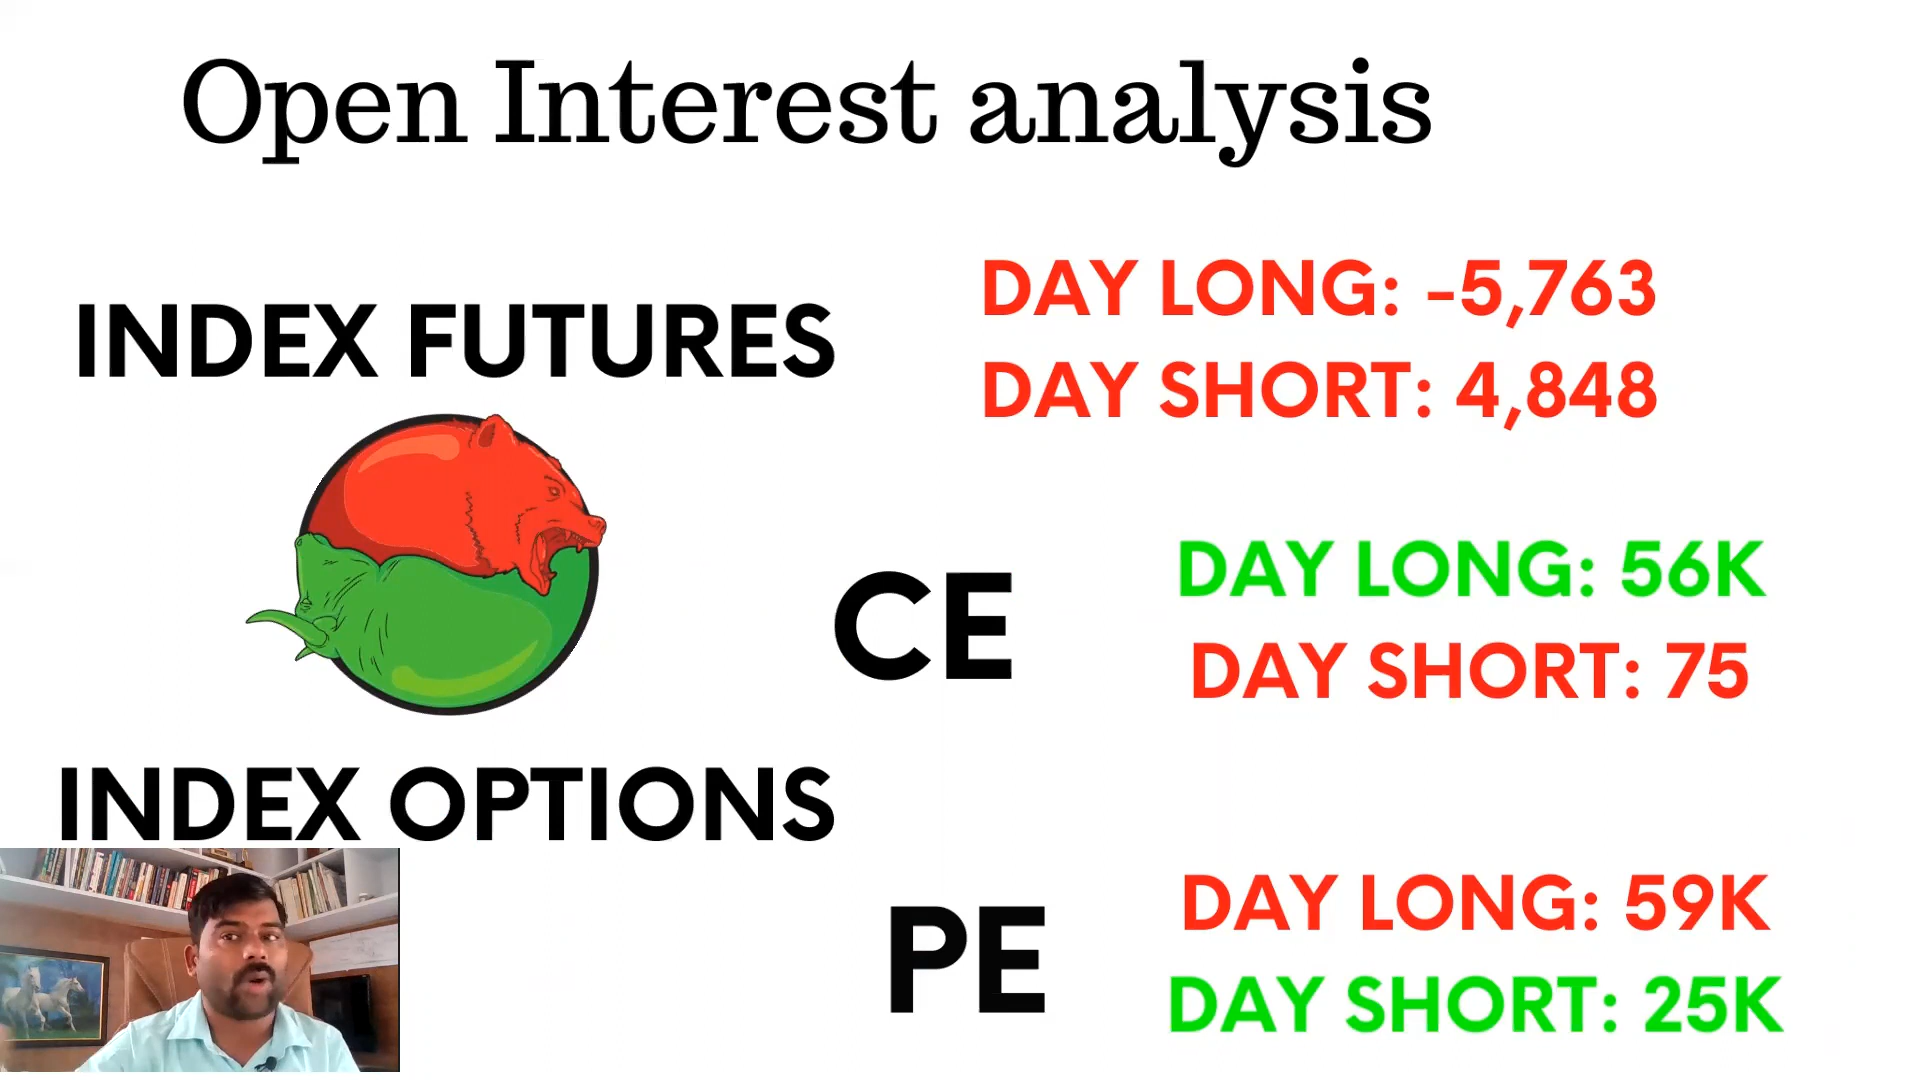 Open Interest analysis
INDEX FUTURES
DAY LONG: -5,763
DAY SHORT: 4,848
INDEX OPTIONS
CE
DAY LONG: 56K
DAY SHORT: 75
PE
DAY LONG: 59K
DAY SHORT: 25K